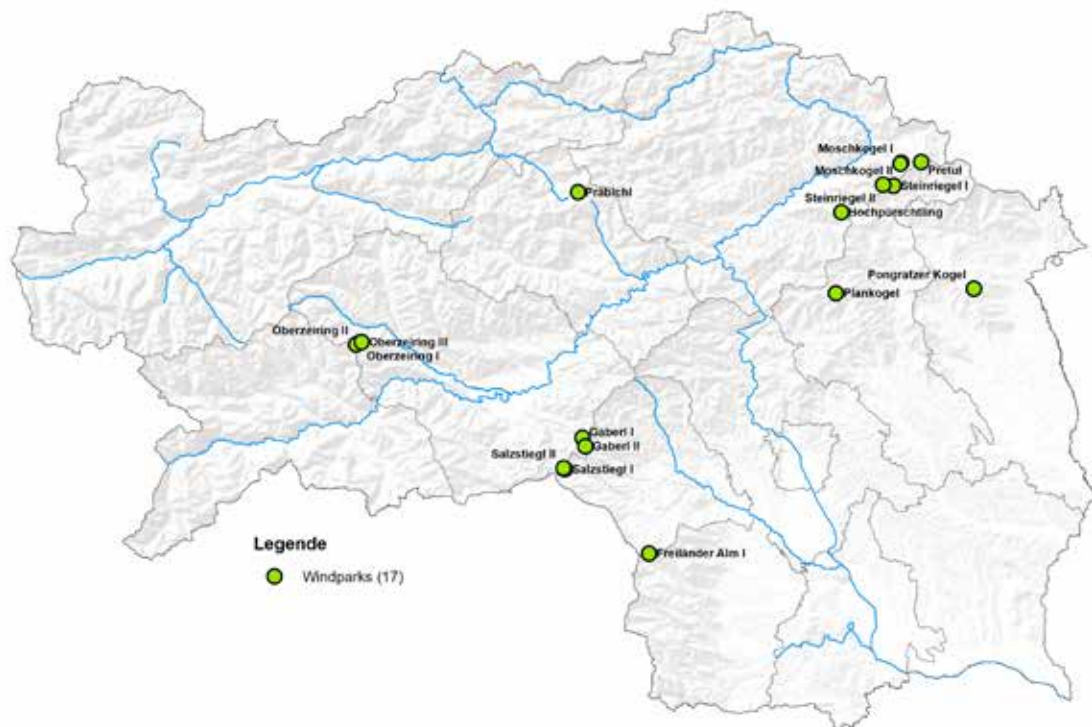 Moschkogel I
Moschkogel II
Pretul
Steinriegel I
Steinriegel II
Hochpürschtling
Präbichl
Pongratzer Kogel
Plankogel
Oberzeiring II
Oberzeiring III
Oberzeiring I
Gaberl I
Gaberl II
Salzstiegl II
Salzstiegl I
Freiländer Alm I
Legende
Windparks (17)